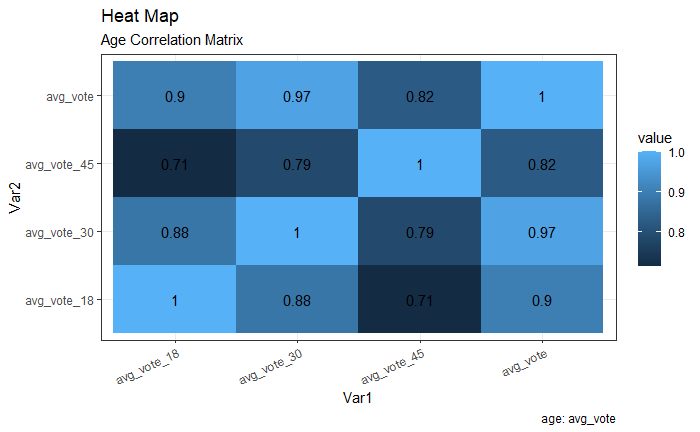 Heat Map
Age Correlation Matrix
Var2
avg_vote 0.9 0.97 0.82 1
avg_vote_45 0.71 0.79 1 0.82
avg_vote_30 0.88 1 0.79 0.97
avg_vote_18 1 0.88 0.71 0.9
avg_vote_18 avg_vote_30 avg_vote_45 avg_vote
Var1
value
1.0
0.9
0.8
age: avg_vote